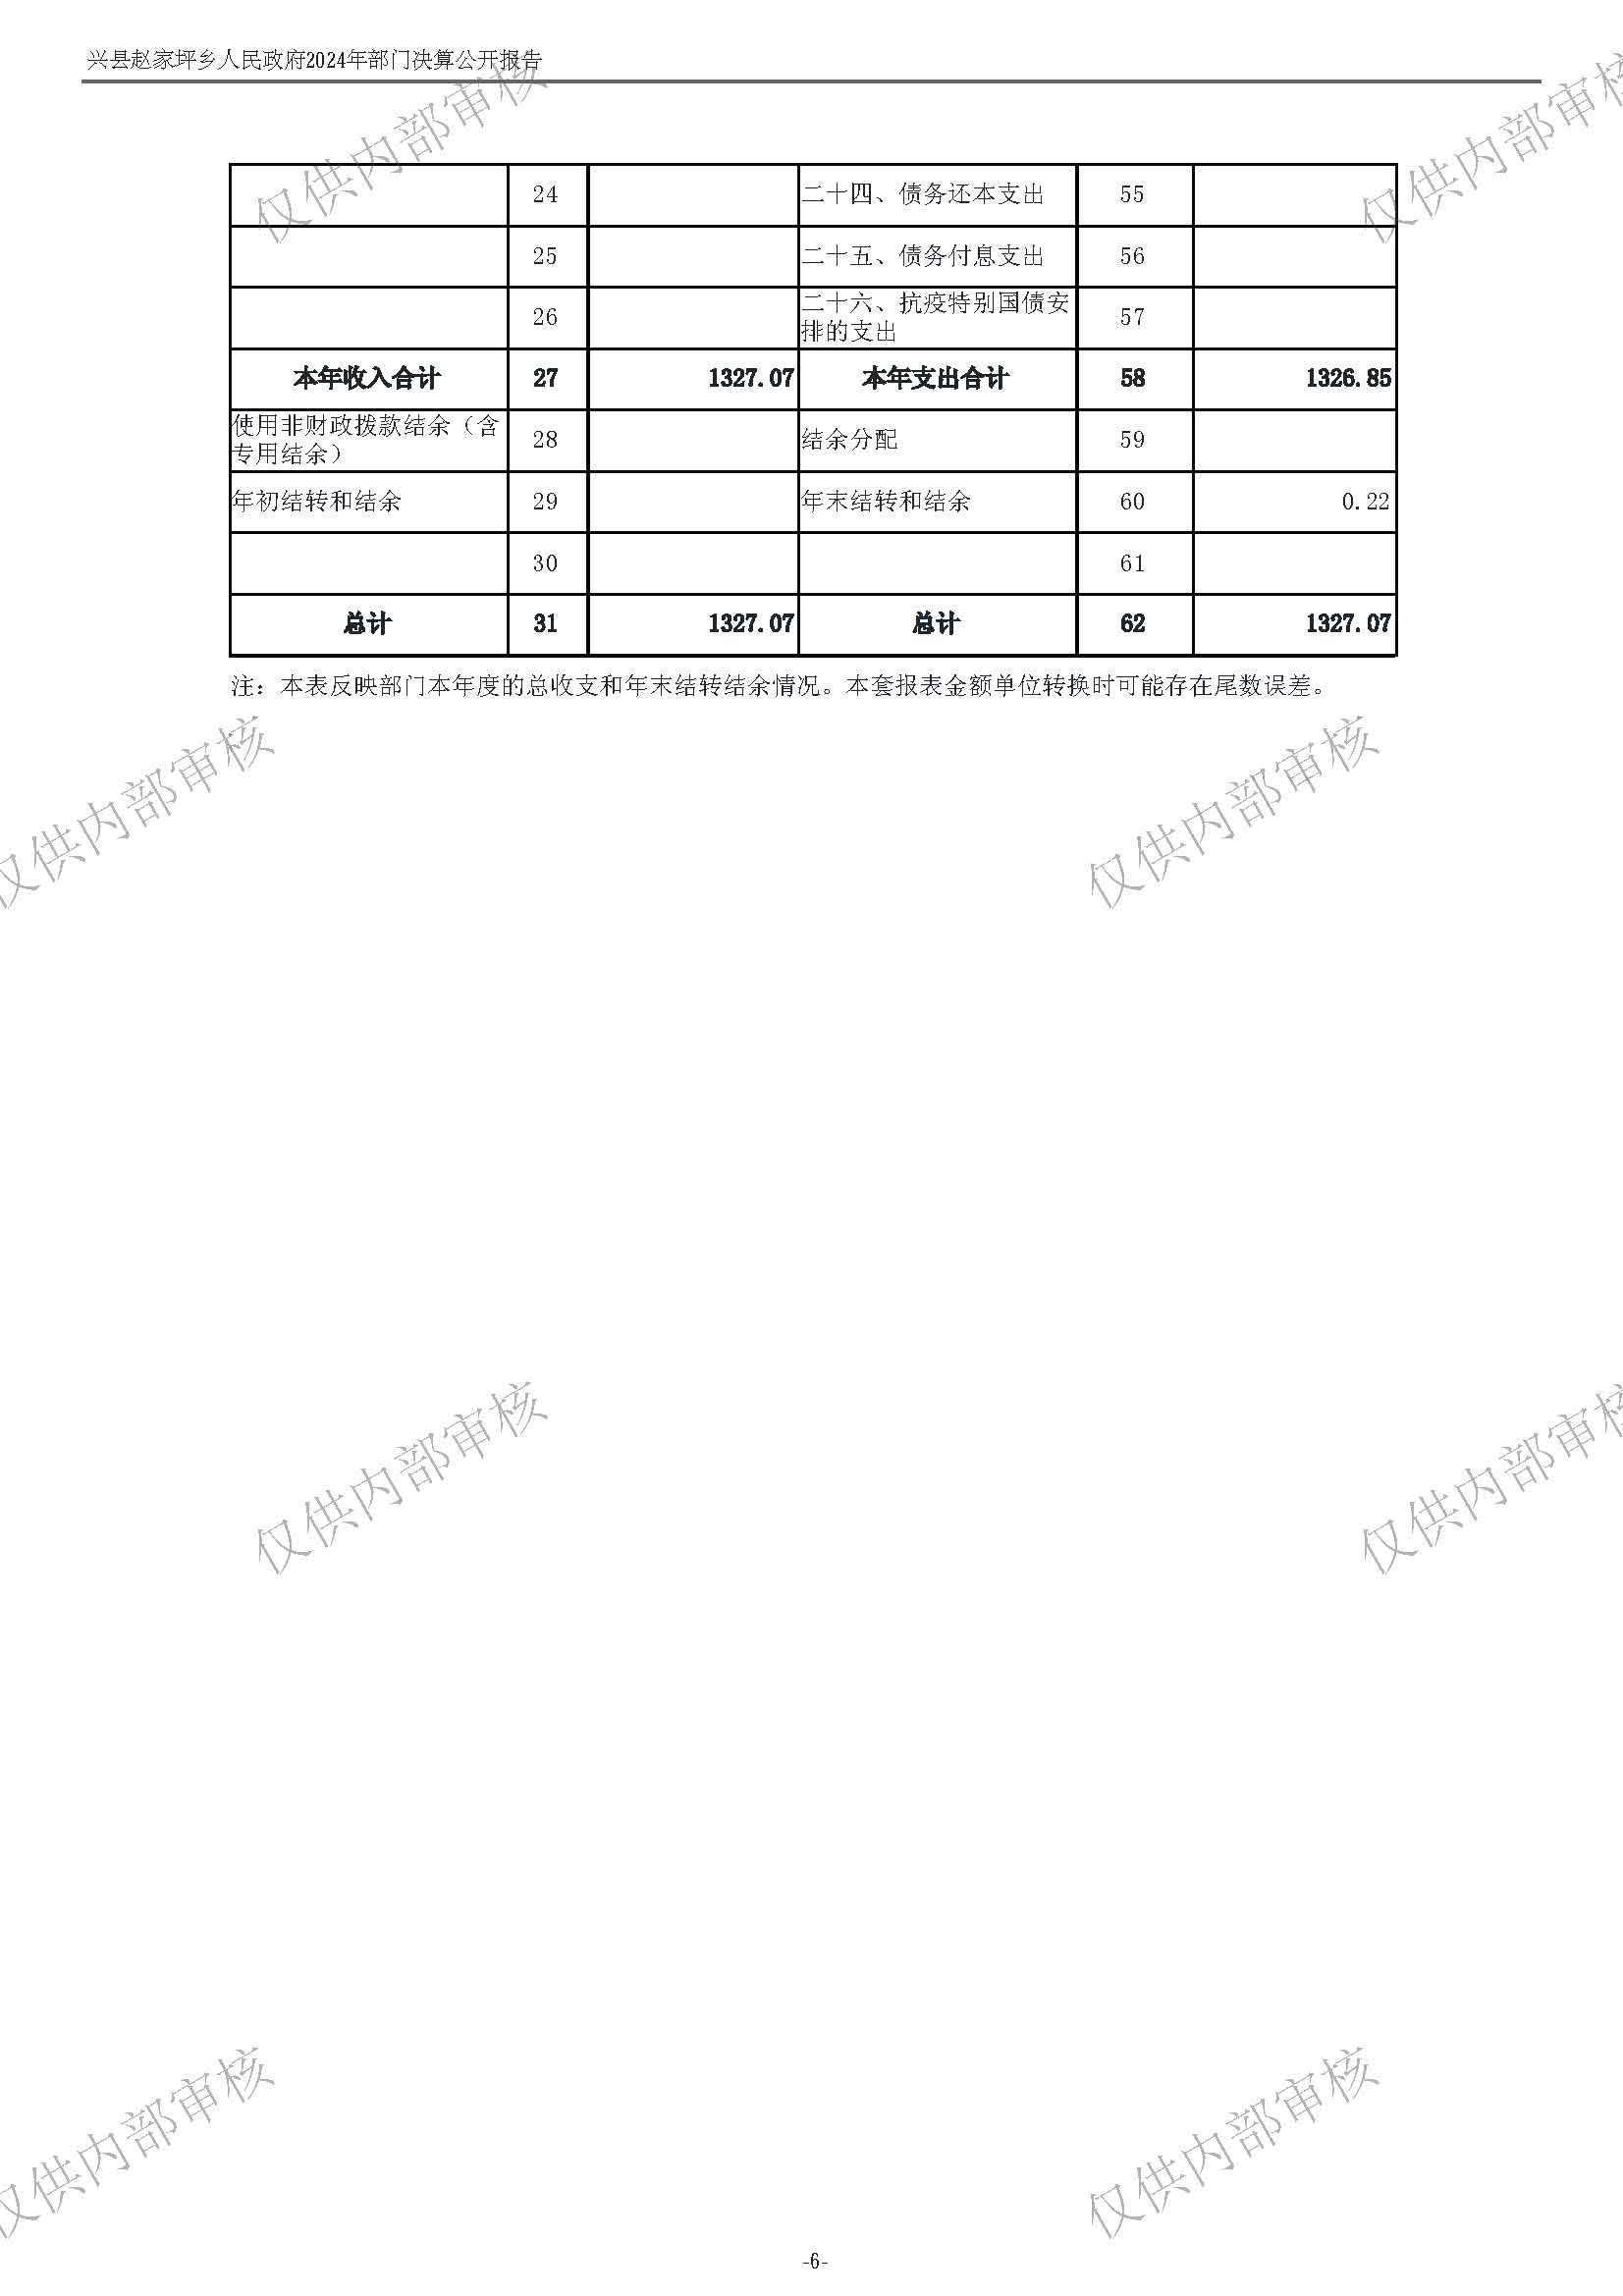 兴县赵家坪乡人民政府2024年部门决算公开报告
24 二十四、债务还本支出 55
25 二十五、债务付息支出 56
26 二十六、抗疫特别国债安排的支出 57
本年收入合计 27 1327.07 本年支出合计 58 1326.85
使用非财政拨款结余（含专用结余） 28 结余分配 59
年初结转和结余 29 年末结转和结余 60 0.22
30 61
总计 31 1327.07 总计 62 1327.07
注：本表反映部门本年度的总收支和年末结转结余情况。本套报表金额单位转换时可能存在尾数误差。
仅供内部审核
仅供内部审核
仅供内部审核
仅供内部审核
仅供内部审核
仅供内部审核
仅供内部审核
仅供内部审核
-6-